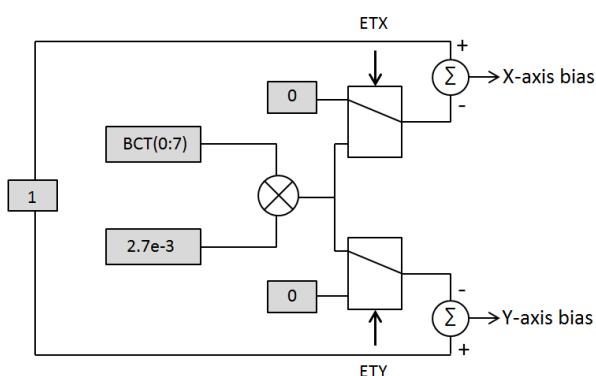 ETX
+
Σ
X-axis bias
-
0
BCT(0:7)
1
2.7e-3
0
-
Σ
Y-axis bias
+
ETY